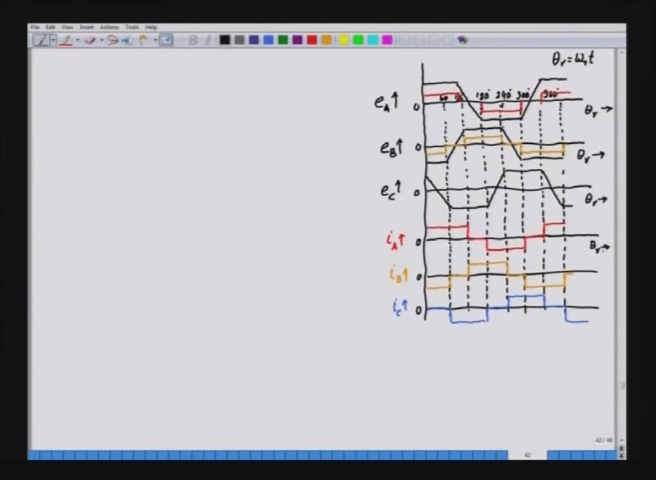 File Edit View Insert Actions Tools Help
θr = ωr t
eA↑
60 180 240 300 360
0
θr →
eB↑
0
θr →
eC↑
0
θr →
iA↑
0
θr →
iB↑
0
iC↑
0
42 / 48
42